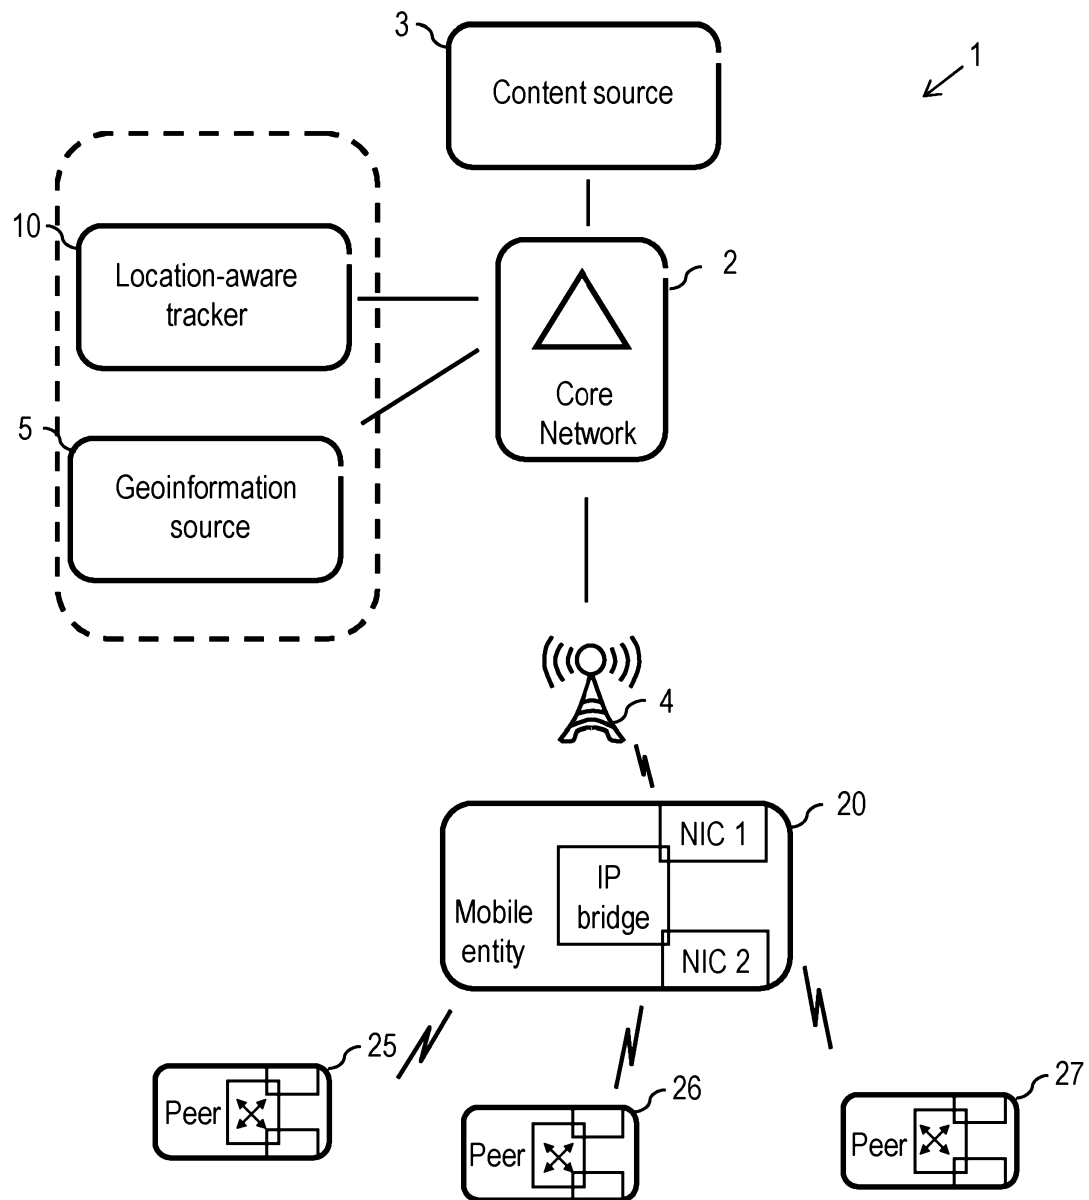 3
Content source
1
10
Location-aware
tracker
2
Core
Network
5
Geoinformation
source
4
20
NIC 1
IP
bridge
Mobile
entity
NIC 2
25
Peer
26
Peer
27
Peer